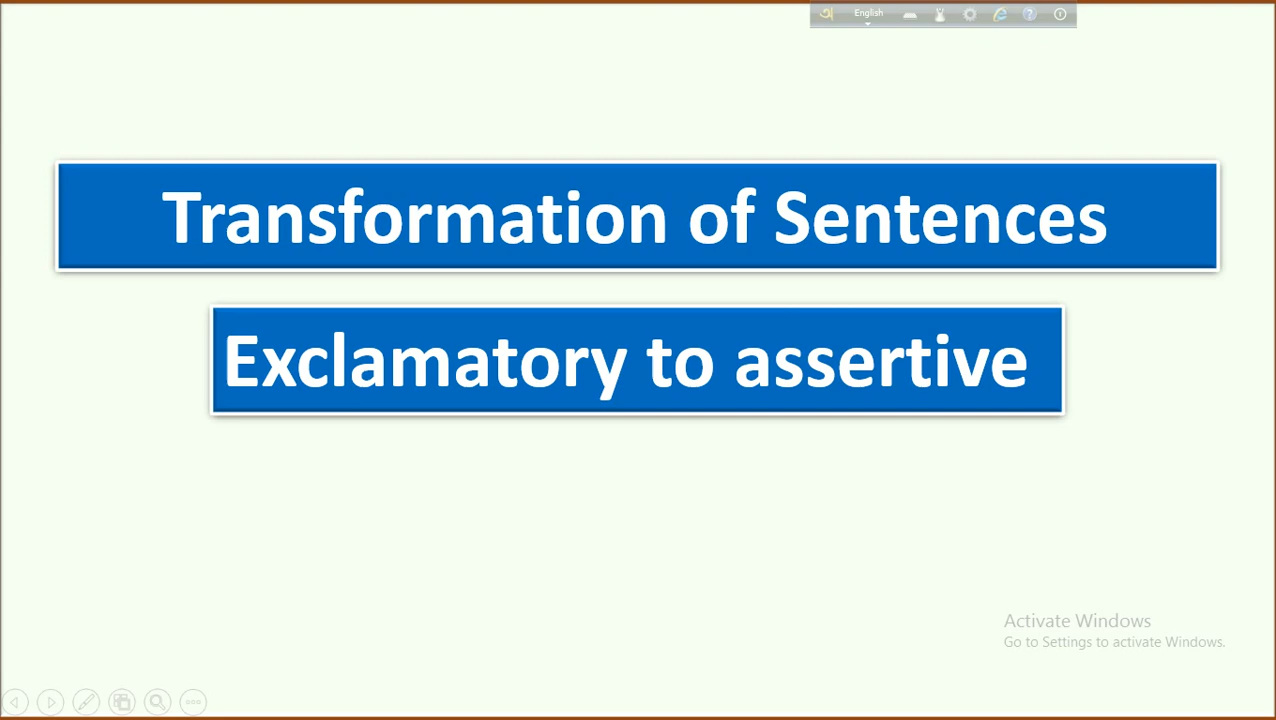 অ English
Transformation of Sentences
Exclamatory to assertive
Activate Windows
Go to Settings to activate Windows.